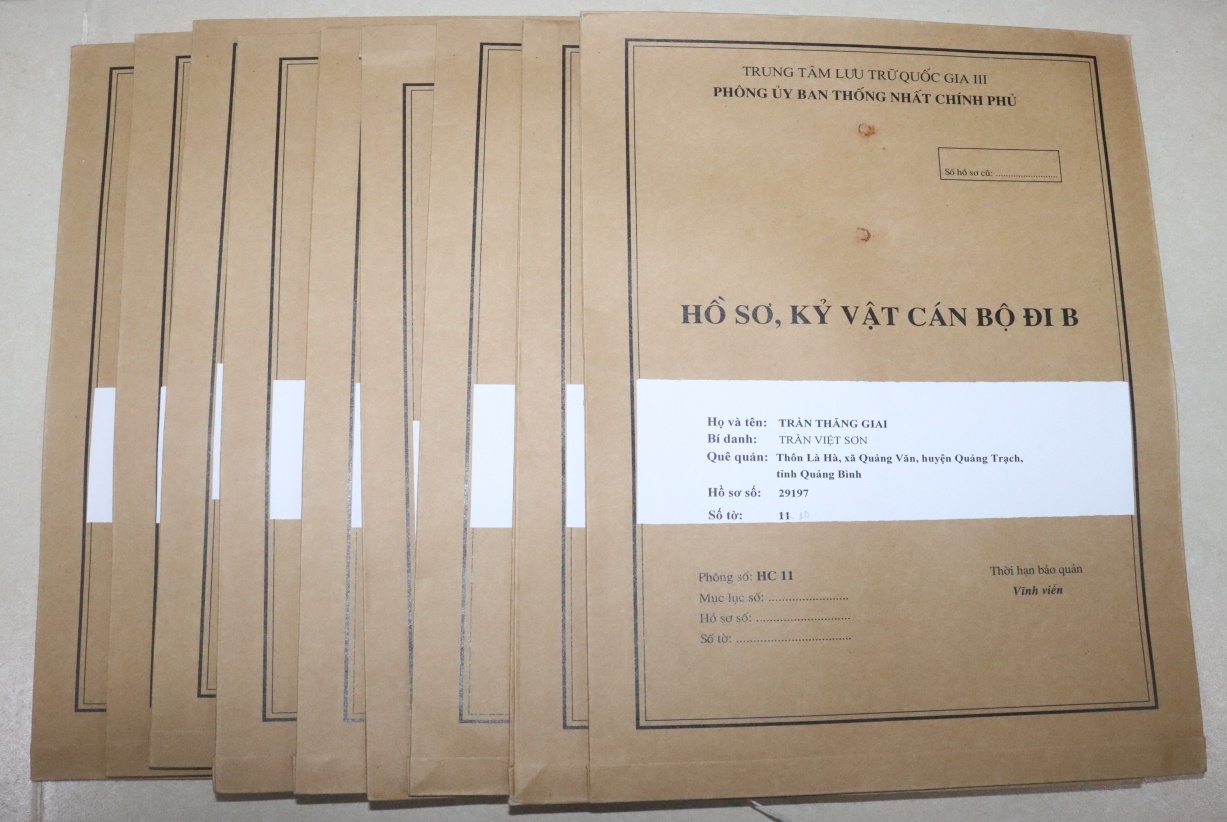 TRUNG TÂM LƯU TRỮ QUỐC GIA III
PHÔNG ỦY BAN THỐNG NHẤT CHÍNH PHỦ
Số hồ sơ cũ: ........................
HỒ SƠ, KỶ VẬT CÁN BỘ ĐI B
Họ và tên: TRẦN THĂNG GIAI
Bí danh: TRẦN VIỆT SƠN
Quê quán: Thôn Là Hà, xã Quảng Văn, huyện Quảng Trạch,
tỉnh Quảng Bình
Hồ sơ số: 29197
Số tờ: 11
Phông số: HC 11
Mục lục số: ........................
Hồ sơ số: ............................
Số tờ: ..................................
Thời hạn bảo quản
Vĩnh viễn